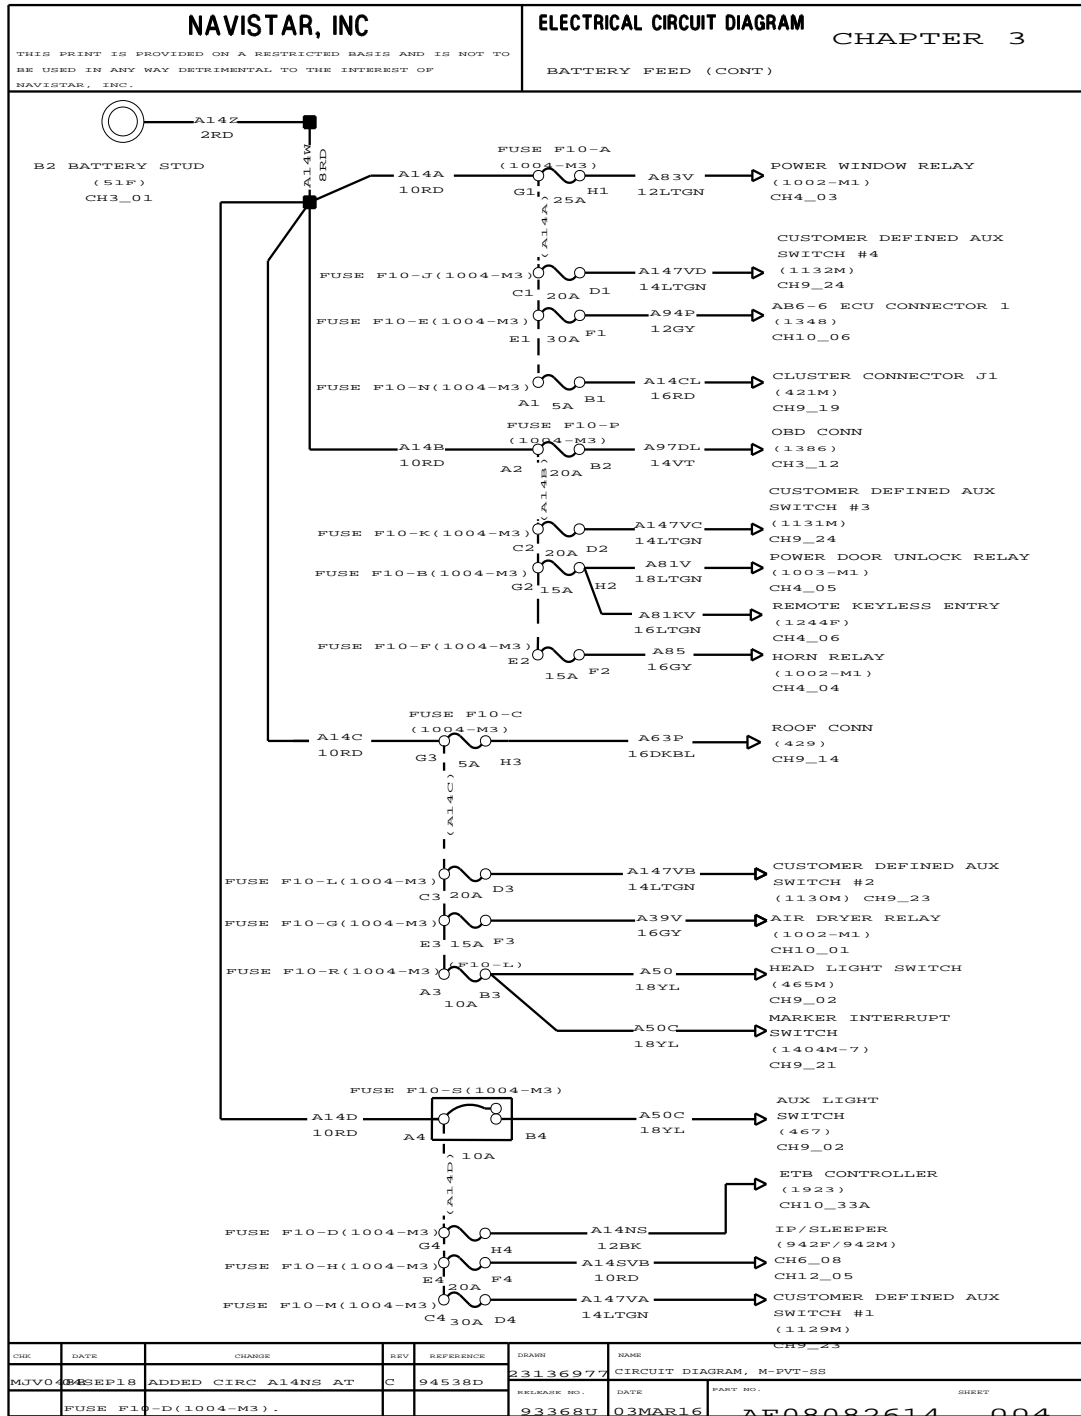 NAVISTAR, INC
THIS PRINT IS PROVIDED ON A RESTRICTED BASIS AND IS NOT TO
BE USED IN ANY WAY DETRIMENTAL TO THE INTEREST OF
NAVISTAR, INC.
ELECTRICAL CIRCUIT DIAGRAM
CHAPTER 3
BATTERY FEED (CONT)
A14Z
2RD
B2 BATTERY STUD
(51F)
CH3_01
A14W
8RD
A14A
10RD
FUSE F10-A
(1004-M3)
G1
H1
25A
A83V
12LTGN
POWER WINDOW RELAY
(1002-M1)
CH4_03
(A14A)
FUSE F10-J(1004-M3)
C1
20A
D1
A147VD
14LTGN
CUSTOMER DEFINED AUX
SWITCH #4
(1132M)
CH9_24
FUSE F10-E(1004-M3)
E1
30A
F1
A94P
12GY
AB6-6 ECU CONNECTOR 1
(1348)
CH10_06
FUSE F10-N(1004-M3)
A1
5A
B1
A14CL
16RD
CLUSTER CONNECTOR J1
(421M)
CH9_19
A14B
10RD
FUSE F10-P
(1004-M3)
A2
20A
B2
A97DL
14VT
OBD CONN
(1386)
CH3_12
(A14B)
FUSE F10-K(1004-M3)
C2
20A
D2
A147VC
14LTGN
CUSTOMER DEFINED AUX
SWITCH #3
(1131M)
CH9_24
FUSE F10-B(1004-M3)
G2
15A
H2
A81V
18LTGN
POWER DOOR UNLOCK RELAY
(1003-M1)
CH4_05
A81KV
16LTGN
REMOTE KEYLESS ENTRY
(1244F)
CH4_06
FUSE F10-F(1004-M3)
E2
15A
F2
A85
16GY
HORN RELAY
(1002-M1)
CH4_04
A14C
10RD
FUSE F10-C
(1004-M3)
G3
5A
H3
A63P
16DKBL
ROOF CONN
(429)
CH9_14
(A14C)
FUSE F10-L(1004-M3)
C3
20A
D3
A147VB
14LTGN
CUSTOMER DEFINED AUX
SWITCH #2
(1130M) CH9_23
FUSE F10-G(1004-M3)
E3
15A
F3
A39V
16GY
AIR DRYER RELAY
(1002-M1)
CH10_01
FUSE F10-R(1004-M3)
(F10-L)
A3
10A
B3
A50
18YL
HEAD LIGHT SWITCH
(465M)
CH9_02
A50C
18YL
MARKER INTERRUPT
SWITCH
(1404M-7)
CH9_21
A14D
10RD
FUSE F10-S(1004-M3)
A4
10A
B4
A50C
18YL
AUX LIGHT
SWITCH
(467)
CH9_02
(A14D)
ETB CONTROLLER
(1923)
CH10_33A
FUSE F10-D(1004-M3)
G4
H4
A14NS
12BK
FUSE F10-H(1004-M3)
E4
20A
F4
A14SVB
10RD
IP/SLEEPER
(942F/942M)
CH6_08
CH12_05
FUSE F10-M(1004-M3)
C4
30A
D4
A147VA
14LTGN
CUSTOMER DEFINED AUX
SWITCH #1
(1129M)
CH9_23
CHK DATE CHANGE REV REFERENCE DRAWN NAME
08SEP18 ADDED CIRC A14NS AT C 94538D 23136977 CIRCUIT DIAGRAM, M-PVT-SS
FUSE F10-D(1004-M3).
RELEASE NO. DATE PART NO. SHEET
93368U 03MAR16 004